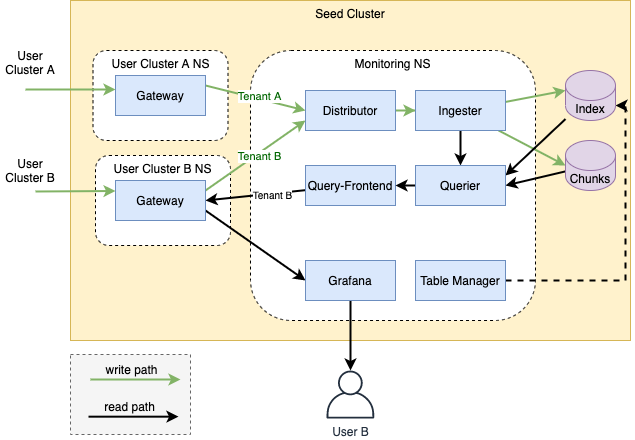 Seed Cluster
User
Cluster A
User Cluster A NS
Gateway
Monitoring NS
Tenant A
Distributor
Ingester
Index
User
Cluster B
User Cluster B NS
Gateway
Tenant B
Tenant B
Query-Frontend
Querier
Chunks
Grafana
Table Manager
write path
read path
User B